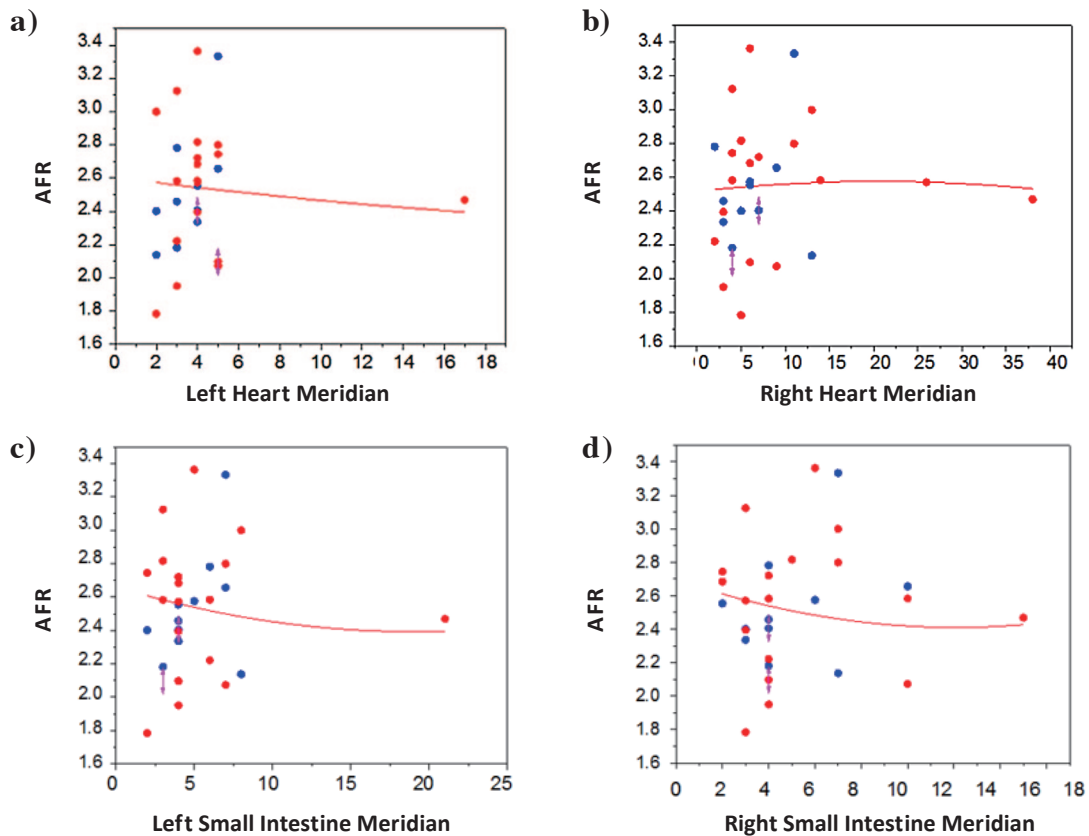 a)
3.4
3.2
3.0
2.8
2.6
2.4
2.2
2.0
1.8
1.6
AFR
0 2 4 6 8 10 12 14 16 18
Left Heart Meridian
b)
3.4
3.2
3.0
2.8
2.6
2.4
2.2
2.0
1.8
1.6
AFR
0 5 10 15 20 25 30 35 40
Right Heart Meridian
c)
3.4
3.2
3.0
2.8
2.6
2.4
2.2
2.0
1.8
1.6
AFR
0 5 10 15 20 25
Left Small Intestine Meridian
d)
3.4
3.2
3.0
2.8
2.6
2.4
2.2
2.0
1.8
1.6
AFR
0 2 4 6 8 10 12 14 16 18
Right Small Intestine Meridian